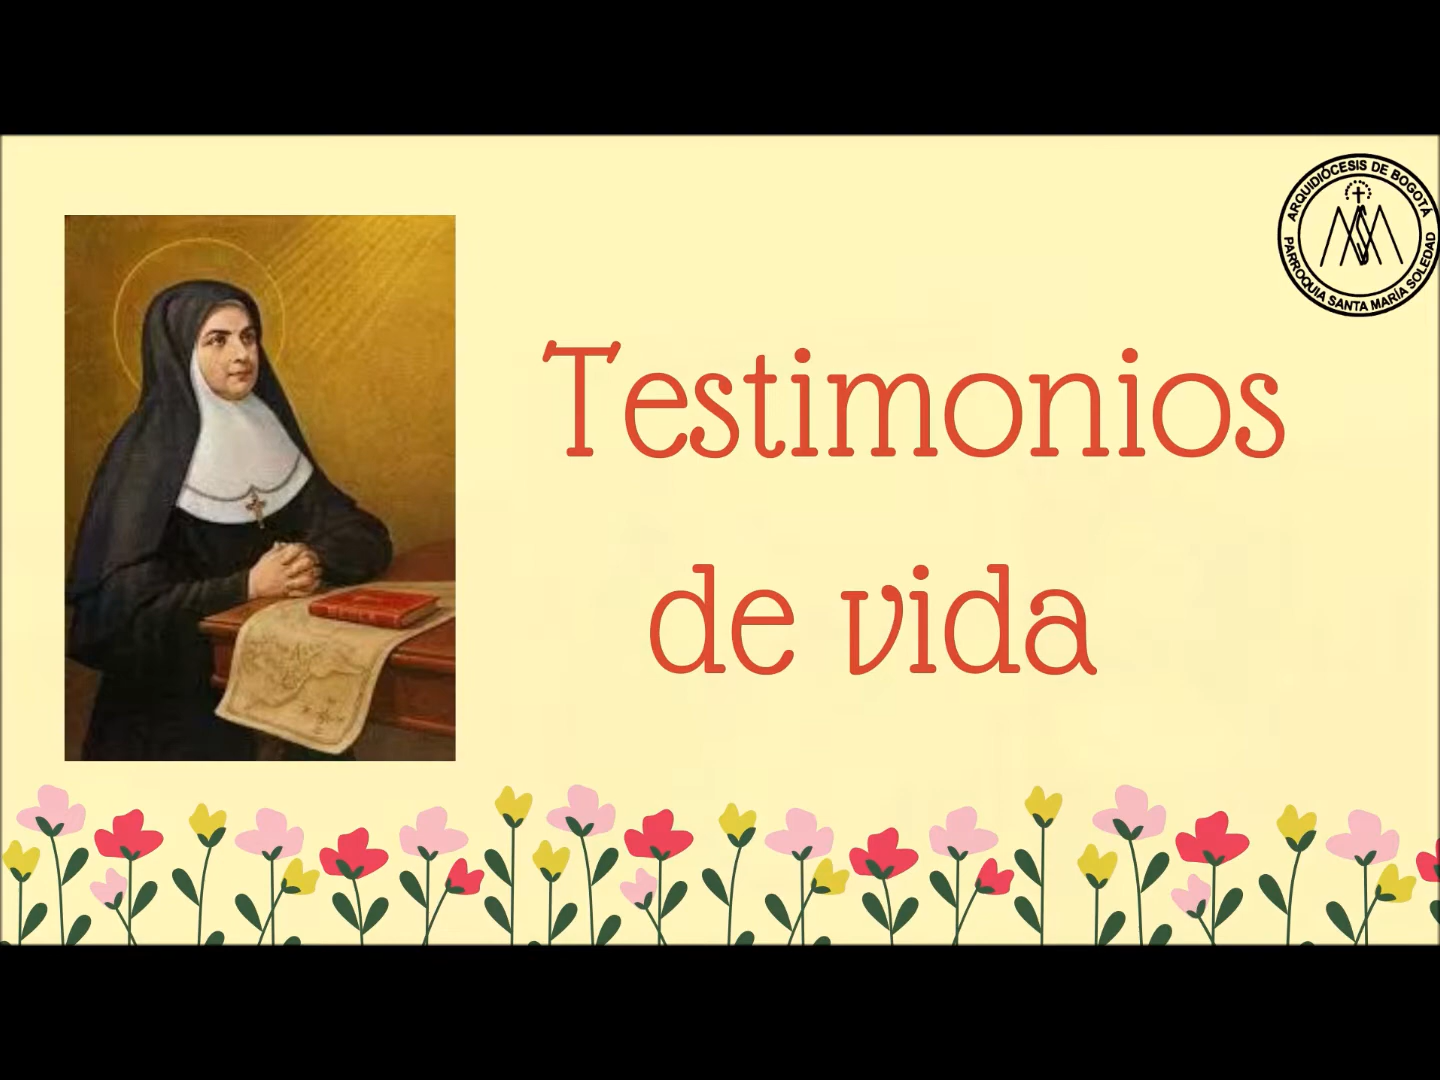 ARQUIDIÓCESIS DE BOGOTÁ
PARROQUIA SANTA MARÍA SOLEDAD
Testimonios
de vida